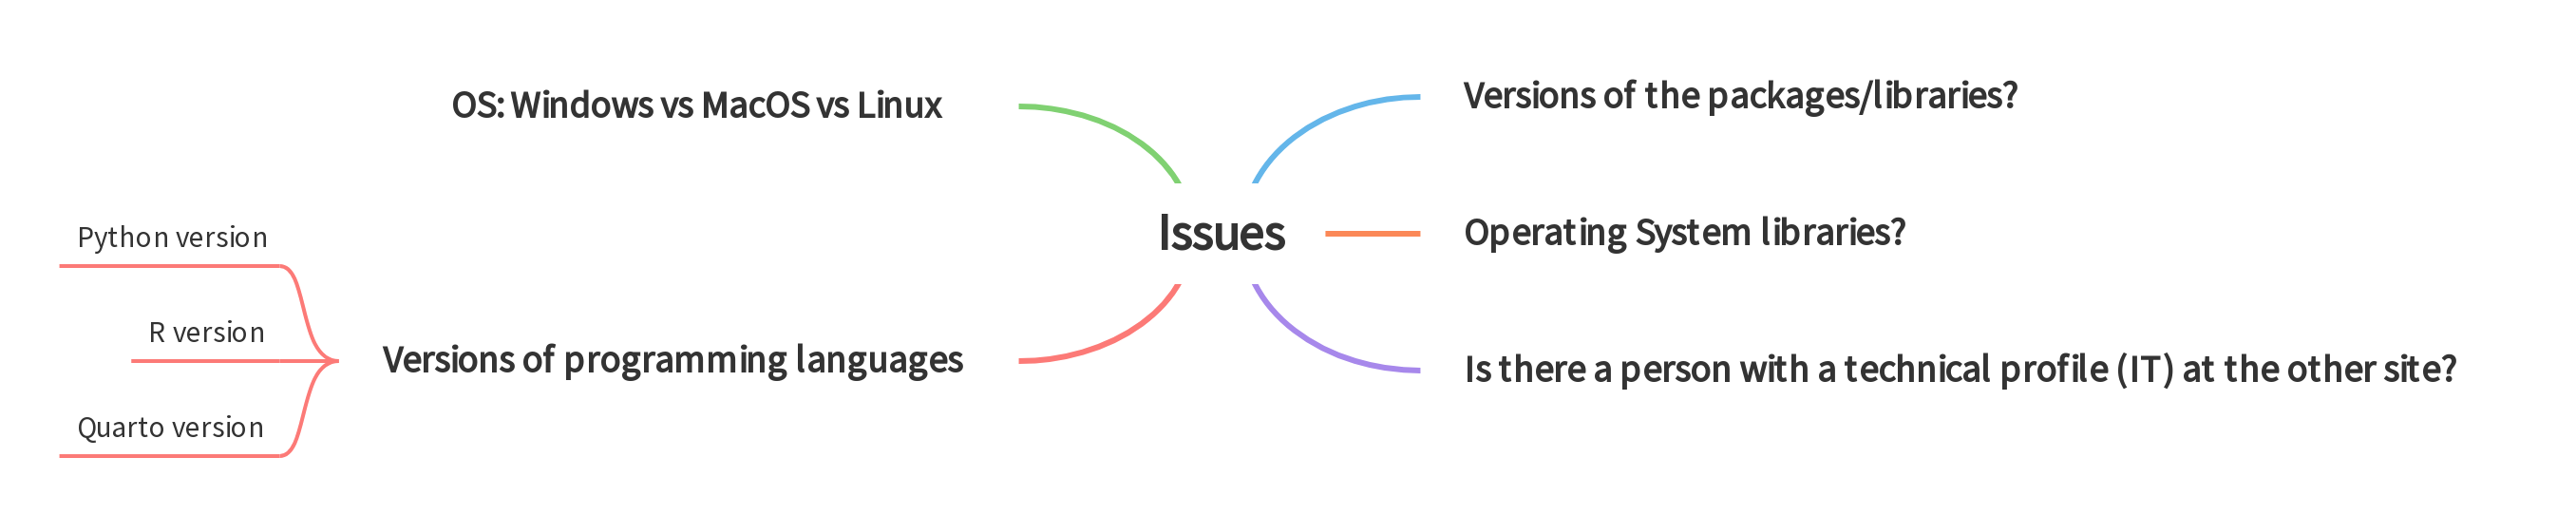 OS: Windows vs MacOS vs Linux
Versions of programming languages
Python version
R version
Quarto version
Issues
Versions of the packages/libraries?
Operating System libraries?
Is there a person with a technical profile (IT) at the other site?